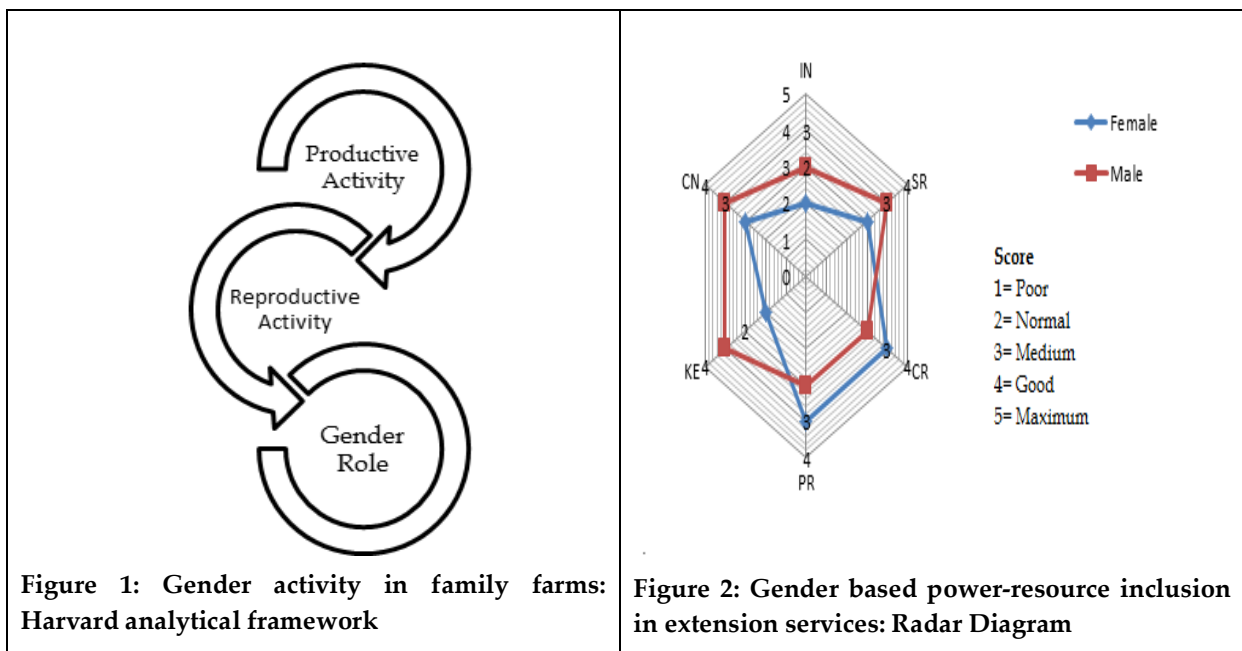 Productive
Activity
Reproductive
Activity
Gender
Role
Figure 1: Gender activity in family farms:
Harvard analytical framework
IN
5
4
3
3
2
2
1
0
CN
4
3
SR
4
3
KE
4
2
CR
4
3
3
4
PR
Female
Male
Score
1= Poor
2= Normal
3= Medium
4= Good
5= Maximum
Figure 2: Gender based power-resource inclusion
in extension services: Radar Diagram